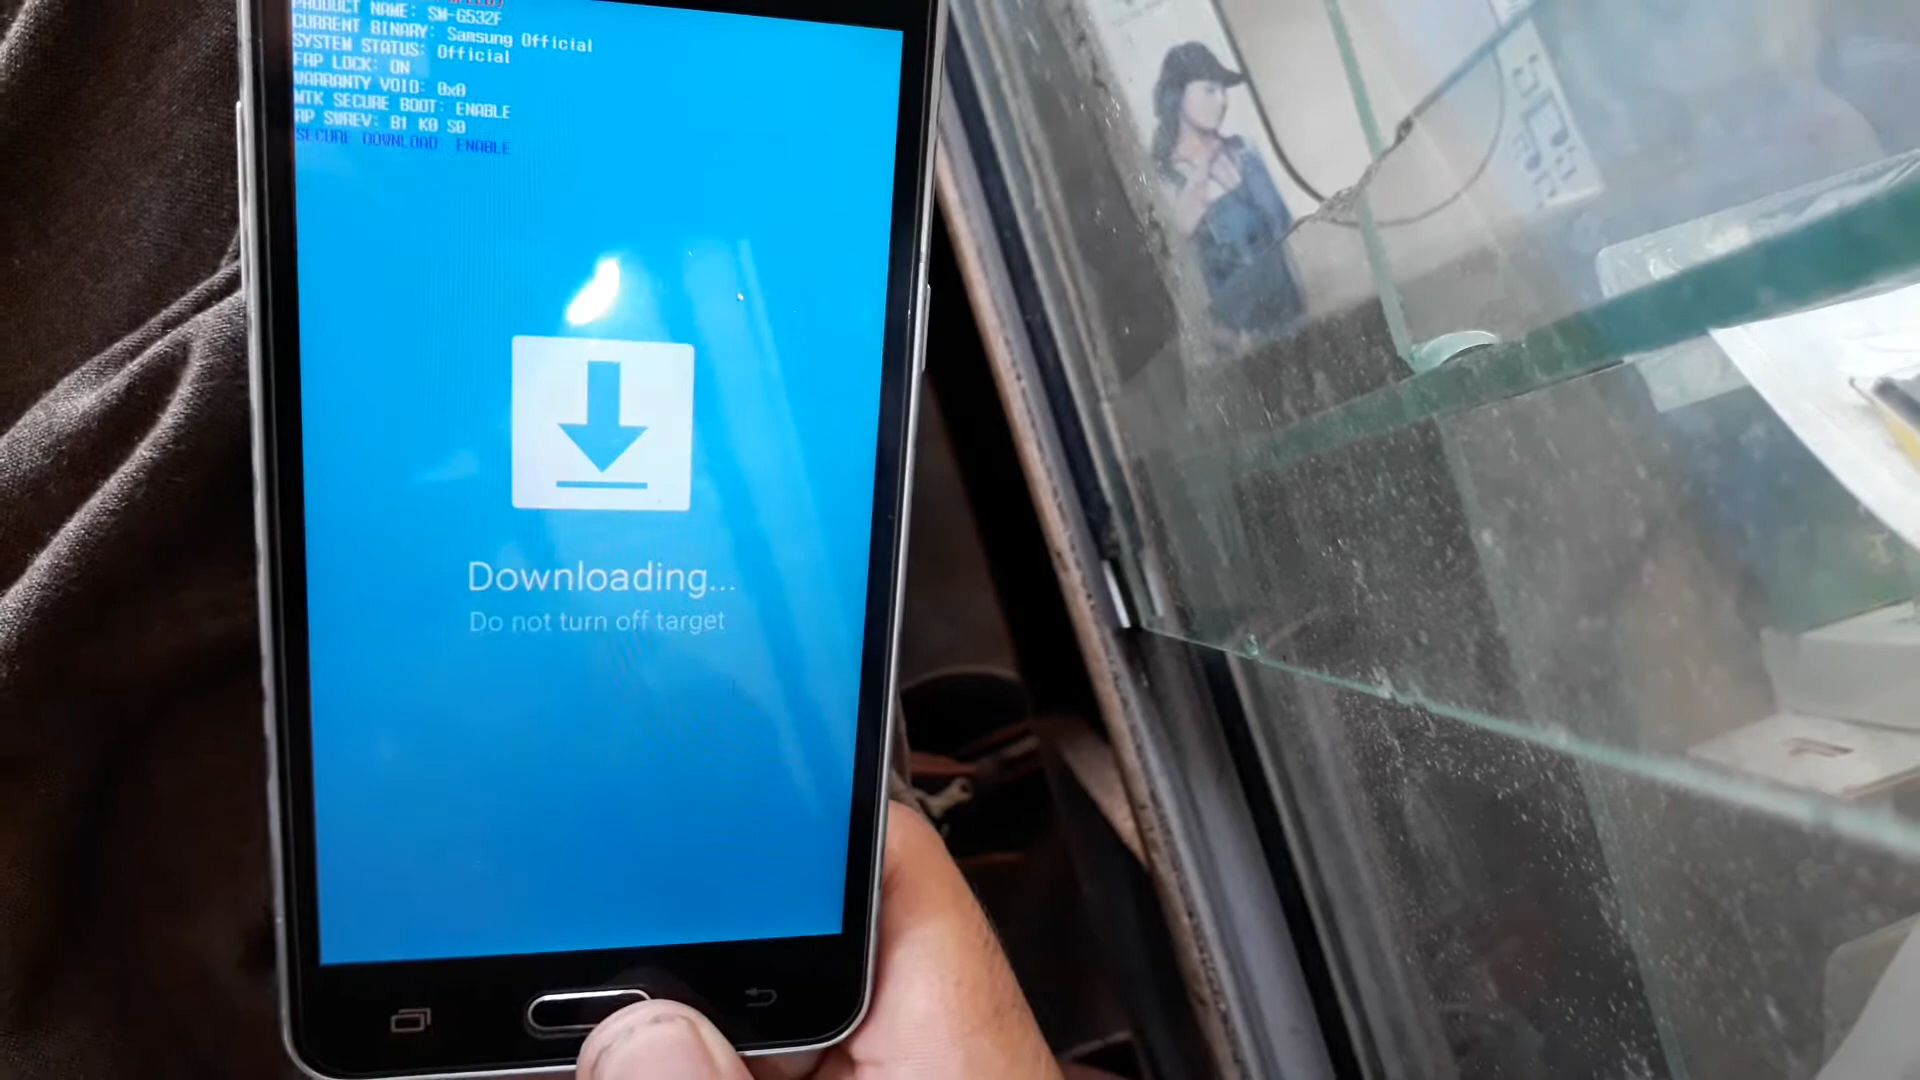 PRODUCT NAME: SM-G532F
CURRENT BINARY: Samsung Official
SYSTEM STATUS: Official
FAP LOCK: ON
WARRANTY VOID: 0x0
MTK SECURE BOOT: ENABLE
AP SWREV: B1 K0 S0
SECURE DOWNLOAD ENABLE
Downloading...
Do not turn off target